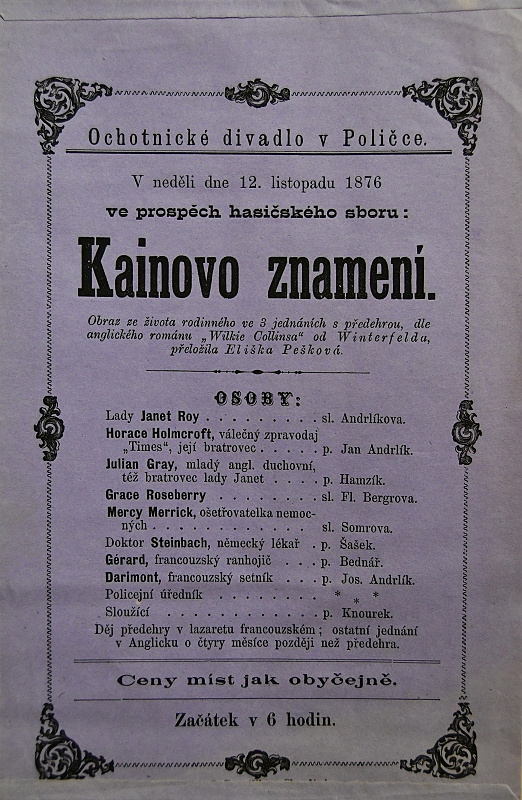 Ochotnické divadlo v Poličce.
V neděli dne 12. listopadu 1876
ve prospěch hasičského sboru:
Kainovo znamení.
Obraz ze života rodinného ve 3 jednáních s předehrou, dle
anglického románu „Wilkie Collinsa“ od Winterfelda,
přeložila Eliška Pešková.
OSOBY:
Lady Janet Roy . . . . . . . . . sl. Andrlíkova.
Horace Holmcroft, válečný zpravodaj
„Times“, její bratrovec . . . . . p. Jan Andrlík.
Julian Gray, mladý angl. duchovní,
též bratrovec lady Janet . . . . p. Hamzík.
Grace Roseberry . . . . . . . . sl. Fl. Bergrova.
Mercy Merrick, ošetřovatelka nemoc-
ných . . . . . . . . . . . . sl. Somrova.
Doktor Steinbach, německý lékař . p. Šašek.
Gérard, francouzský ranhojič . . . p. Bednář.
Darimont, francouzský setník . . . p. Jos. Andrlík.
Policejní úředník . . . . . . . . * * *
Sloužící . . . . . . . . . . . . p. Knourek.
Děj předehry v lazaretu francouzském; ostatní jednání
v Anglicku o čtyry měsíce později než předehra.
Ceny míst jak obyčejně.
Začátek v 6 hodin.